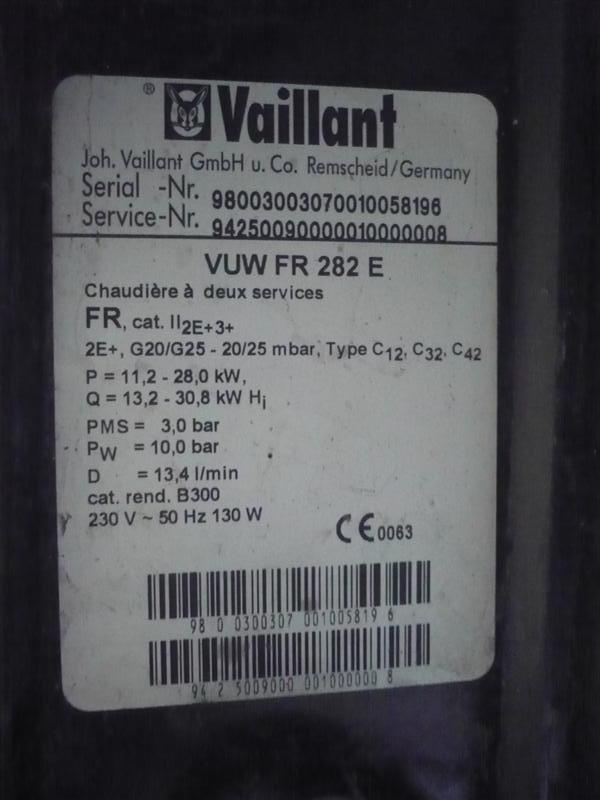 ® Vaillant
Joh. Vaillant GmbH u. Co. Remscheid/Germany
Serial -Nr. 98003003070010058196
Service-Nr. 94250090000010000008
VUW FR 282 E
Chaudière à deux services
FR, cat. II2E+3+
2E+, G20/G25 - 20/25 mbar, Type C12, C32, C42
P = 11,2 - 28,0 kW,
Q = 13,2 - 30,8 kW Hi
PMS = 3,0 bar
PW = 10,0 bar
D = 13,4 l/min
cat. rend. B300
230 V ~ 50 Hz 130 W
CE 0063
98 0 0300307 001005819 6
94 2 5009000 001000000 8